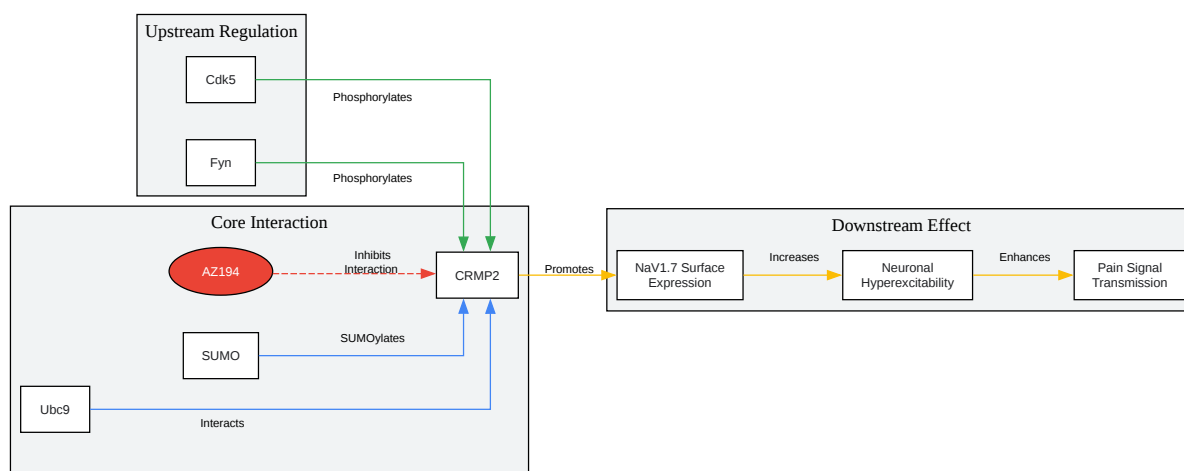 Upstream Regulation
Cdk5
Phosphorylates
Fyn
Phosphorylates
Core Interaction
AZ194
Inhibits
Interaction
CRMP2
SUMO
SUMOylates
Ubc9
Interacts
Promotes
Downstream Effect
NaV1.7 Surface
Expression
Increases
Neuronal
Hyperexcitability
Enhances
Pain Signal
Transmission